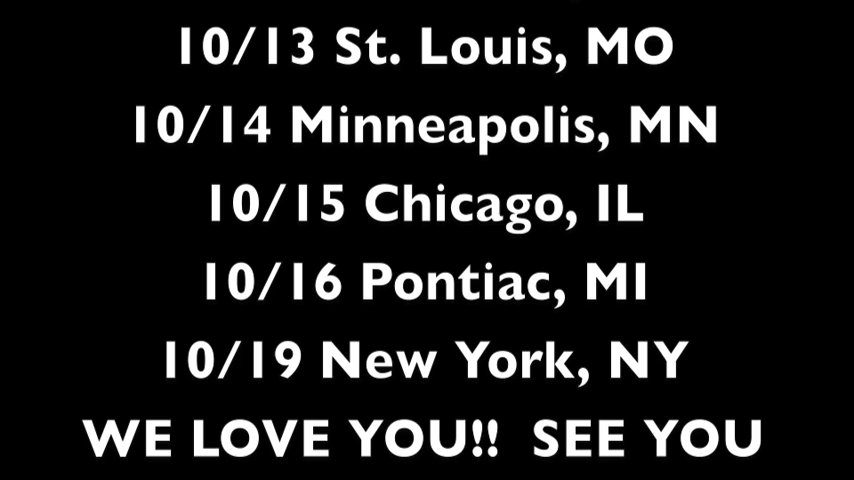 10/13 St. Louis, MO
10/14 Minneapolis, MN
10/15 Chicago, IL
10/16 Pontiac, MI
10/19 New York, NY
WE LOVE YOU!! SEE YOU